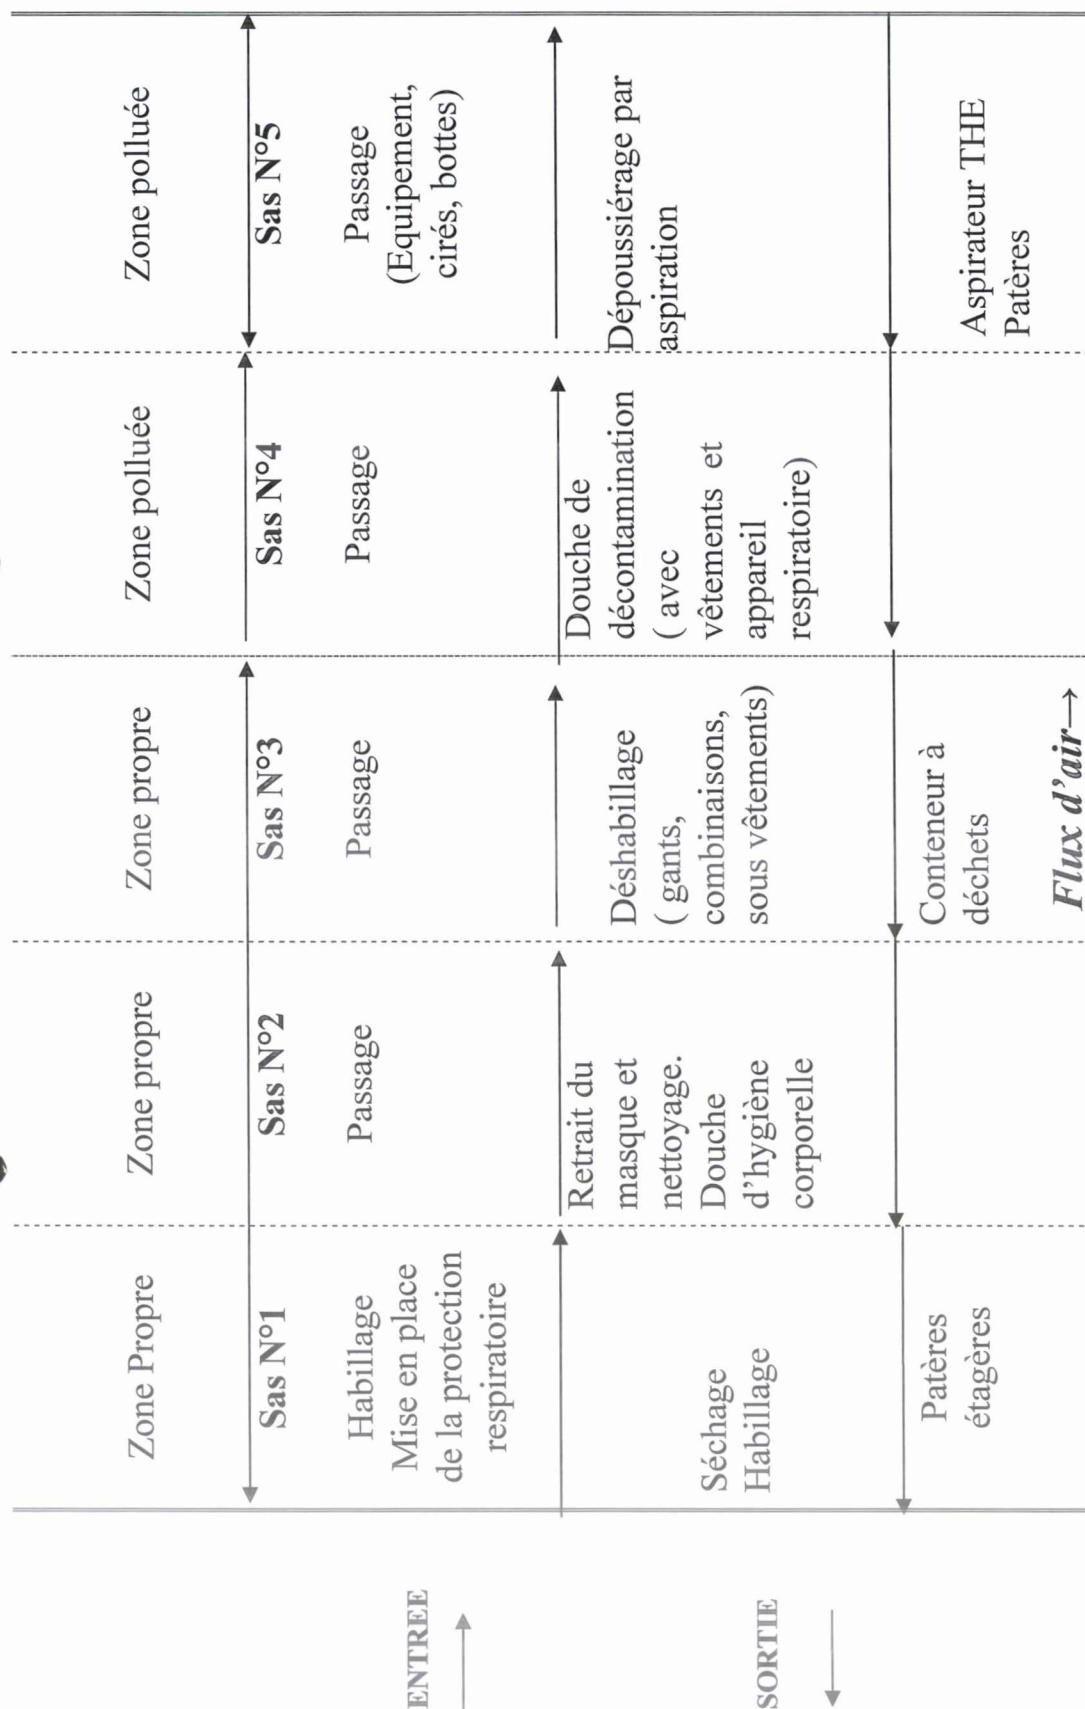 Zone Propre
Zone propre
Zone propre
Zone polluée
Zone polluée
Sas N°1
Sas N°2
Sas N°3
Sas N°4
Sas N°5
ENTREE
Habillage
Mise en place
de la protection
respiratoire
Passage
Passage
Passage
Passage
(Equipement,
cirés, bottes)
SORTIE
Séchage
Habillage
Retrait du
masque et
nettoyage.
Douche
d'hygiène
corporelle
Déshabillage
( gants,
combinaisons,
sous vêtements)
Douche de
décontamination
( avec
vêtements et
appareil
respiratoire)
Dépoussiérage par
aspiration
Patères
étagères
Conteneur à
déchets
Aspirateur THE
Patères
Flux d'air→